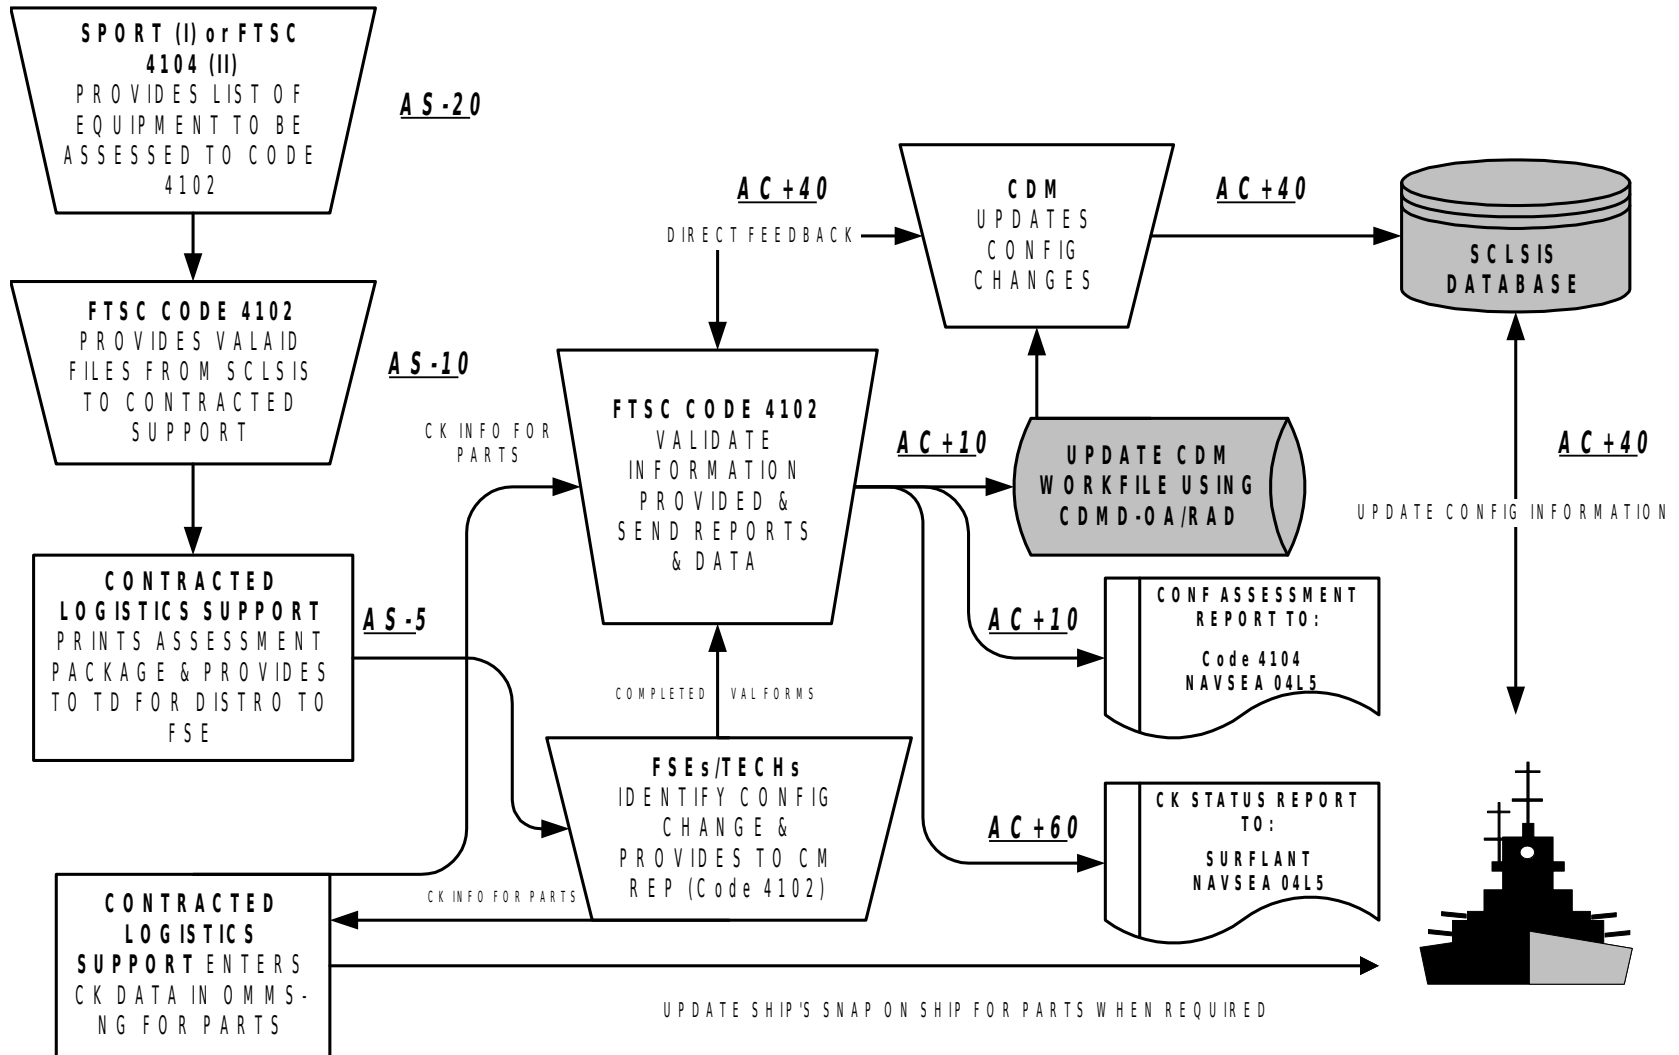 SPORT (I) or FTSC
4104 (II)
PROVIDES LIST OF
EQUIPMENT TO BE
ASSESSED TO CODE
4102
AS-20
FTSC CODE 4102
PROVIDES VALAID
FILES FROM SCLSIS
TO CONTRACTED
SUPPORT
AS-10
CONTRACTED
LOGISTICS SUPPORT
PRINTS ASSESSMENT
PACKAGE & PROVIDES
TO TD FOR DISTRO TO
FSE
AS-5
CONTRACTED
LOGISTICS
SUPPORT ENTERS
CK DATA IN OMMS-
NG FOR PARTS
CK INFO FOR
PARTS
CK INFO FOR PARTS
FSEs/TECHs
IDENTIFY CONFIG
CHANGE &
PROVIDES TO CM
REP (Code 4102)
COMPLETED VAL FORMS
FTSC CODE 4102
VALIDATE
INFORMATION
PROVIDED &
SEND REPORTS
& DATA
AC+40
DIRECT FEEDBACK
CDM
UPDATES
CONFIG
CHANGES
AC+40
SCLSIS
DATABASE
AC+10
UPDATE CDM
WORKFILE USING
CDMD-OA/RAD
AC+10
CONF ASSESSMENT
REPORT TO:
Code 4104
NAVSEA 04L5
AC+60
CK STATUS REPORT
TO:
SURFLANT
NAVSEA 04L5
AC+40
UPDATE CONFIG INFORMATION
UPDATE SHIP'S SNAP ON SHIP FOR PARTS WHEN REQUIRED